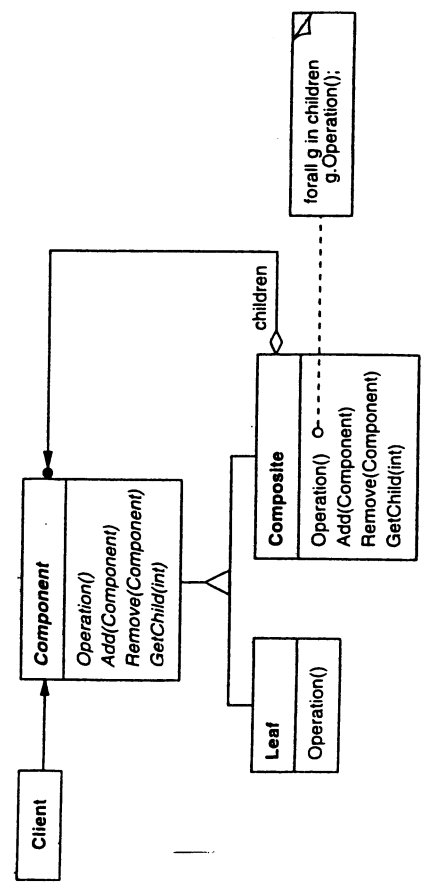 Client
Component
Operation()
Add(Component)
Remove(Component)
GetChild(int)
Leaf
Operation()
Composite
Operation()
Add(Component)
Remove(Component)
GetChild(int)
children
forall g in children
g.Operation();